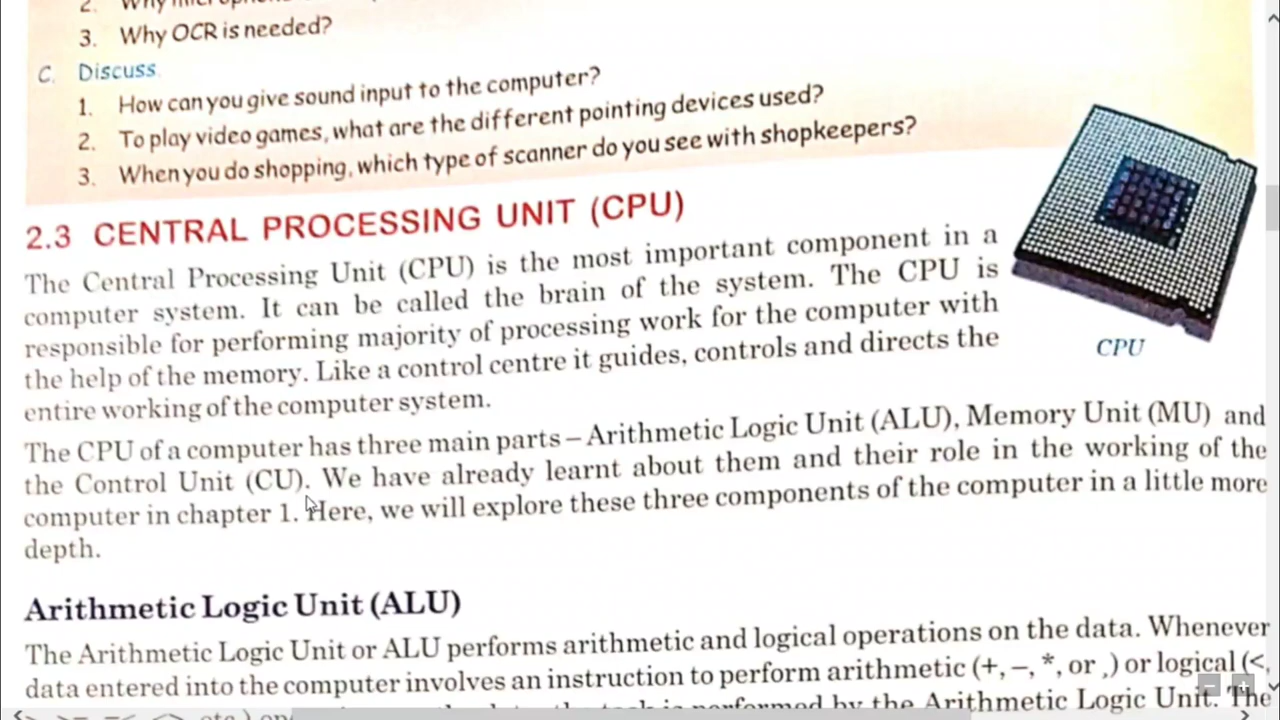 2. Why
3. Why OCR is needed?
C. Discuss
1. How can you give sound input to the computer?
2. To play video games, what are the different pointing devices used?
3. When you do shopping, which type of scanner do you see with shopkeepers?
2.3 CENTRAL PROCESSING UNIT (CPU)
The Central Processing Unit (CPU) is the most important component in a
computer system. It can be called the brain of the system. The CPU is
responsible for performing majority of processing work for the computer with
the help of the memory. Like a control centre it guides, controls and directs the
entire working of the computer system.
CPU
The CPU of a computer has three main parts – Arithmetic Logic Unit (ALU), Memory Unit (MU) and
the Control Unit (CU). We have already learnt about them and their role in the working of the
computer in chapter 1. Here, we will explore these three components of the computer in a little more
depth.
Arithmetic Logic Unit (ALU)
The Arithmetic Logic Unit or ALU performs arithmetic and logical operations on the data. Whenever
data entered into the computer involves an instruction to perform arithmetic (+, –, *, or ,) or logical (<,
is performed by the Arithmetic Logic Unit. The